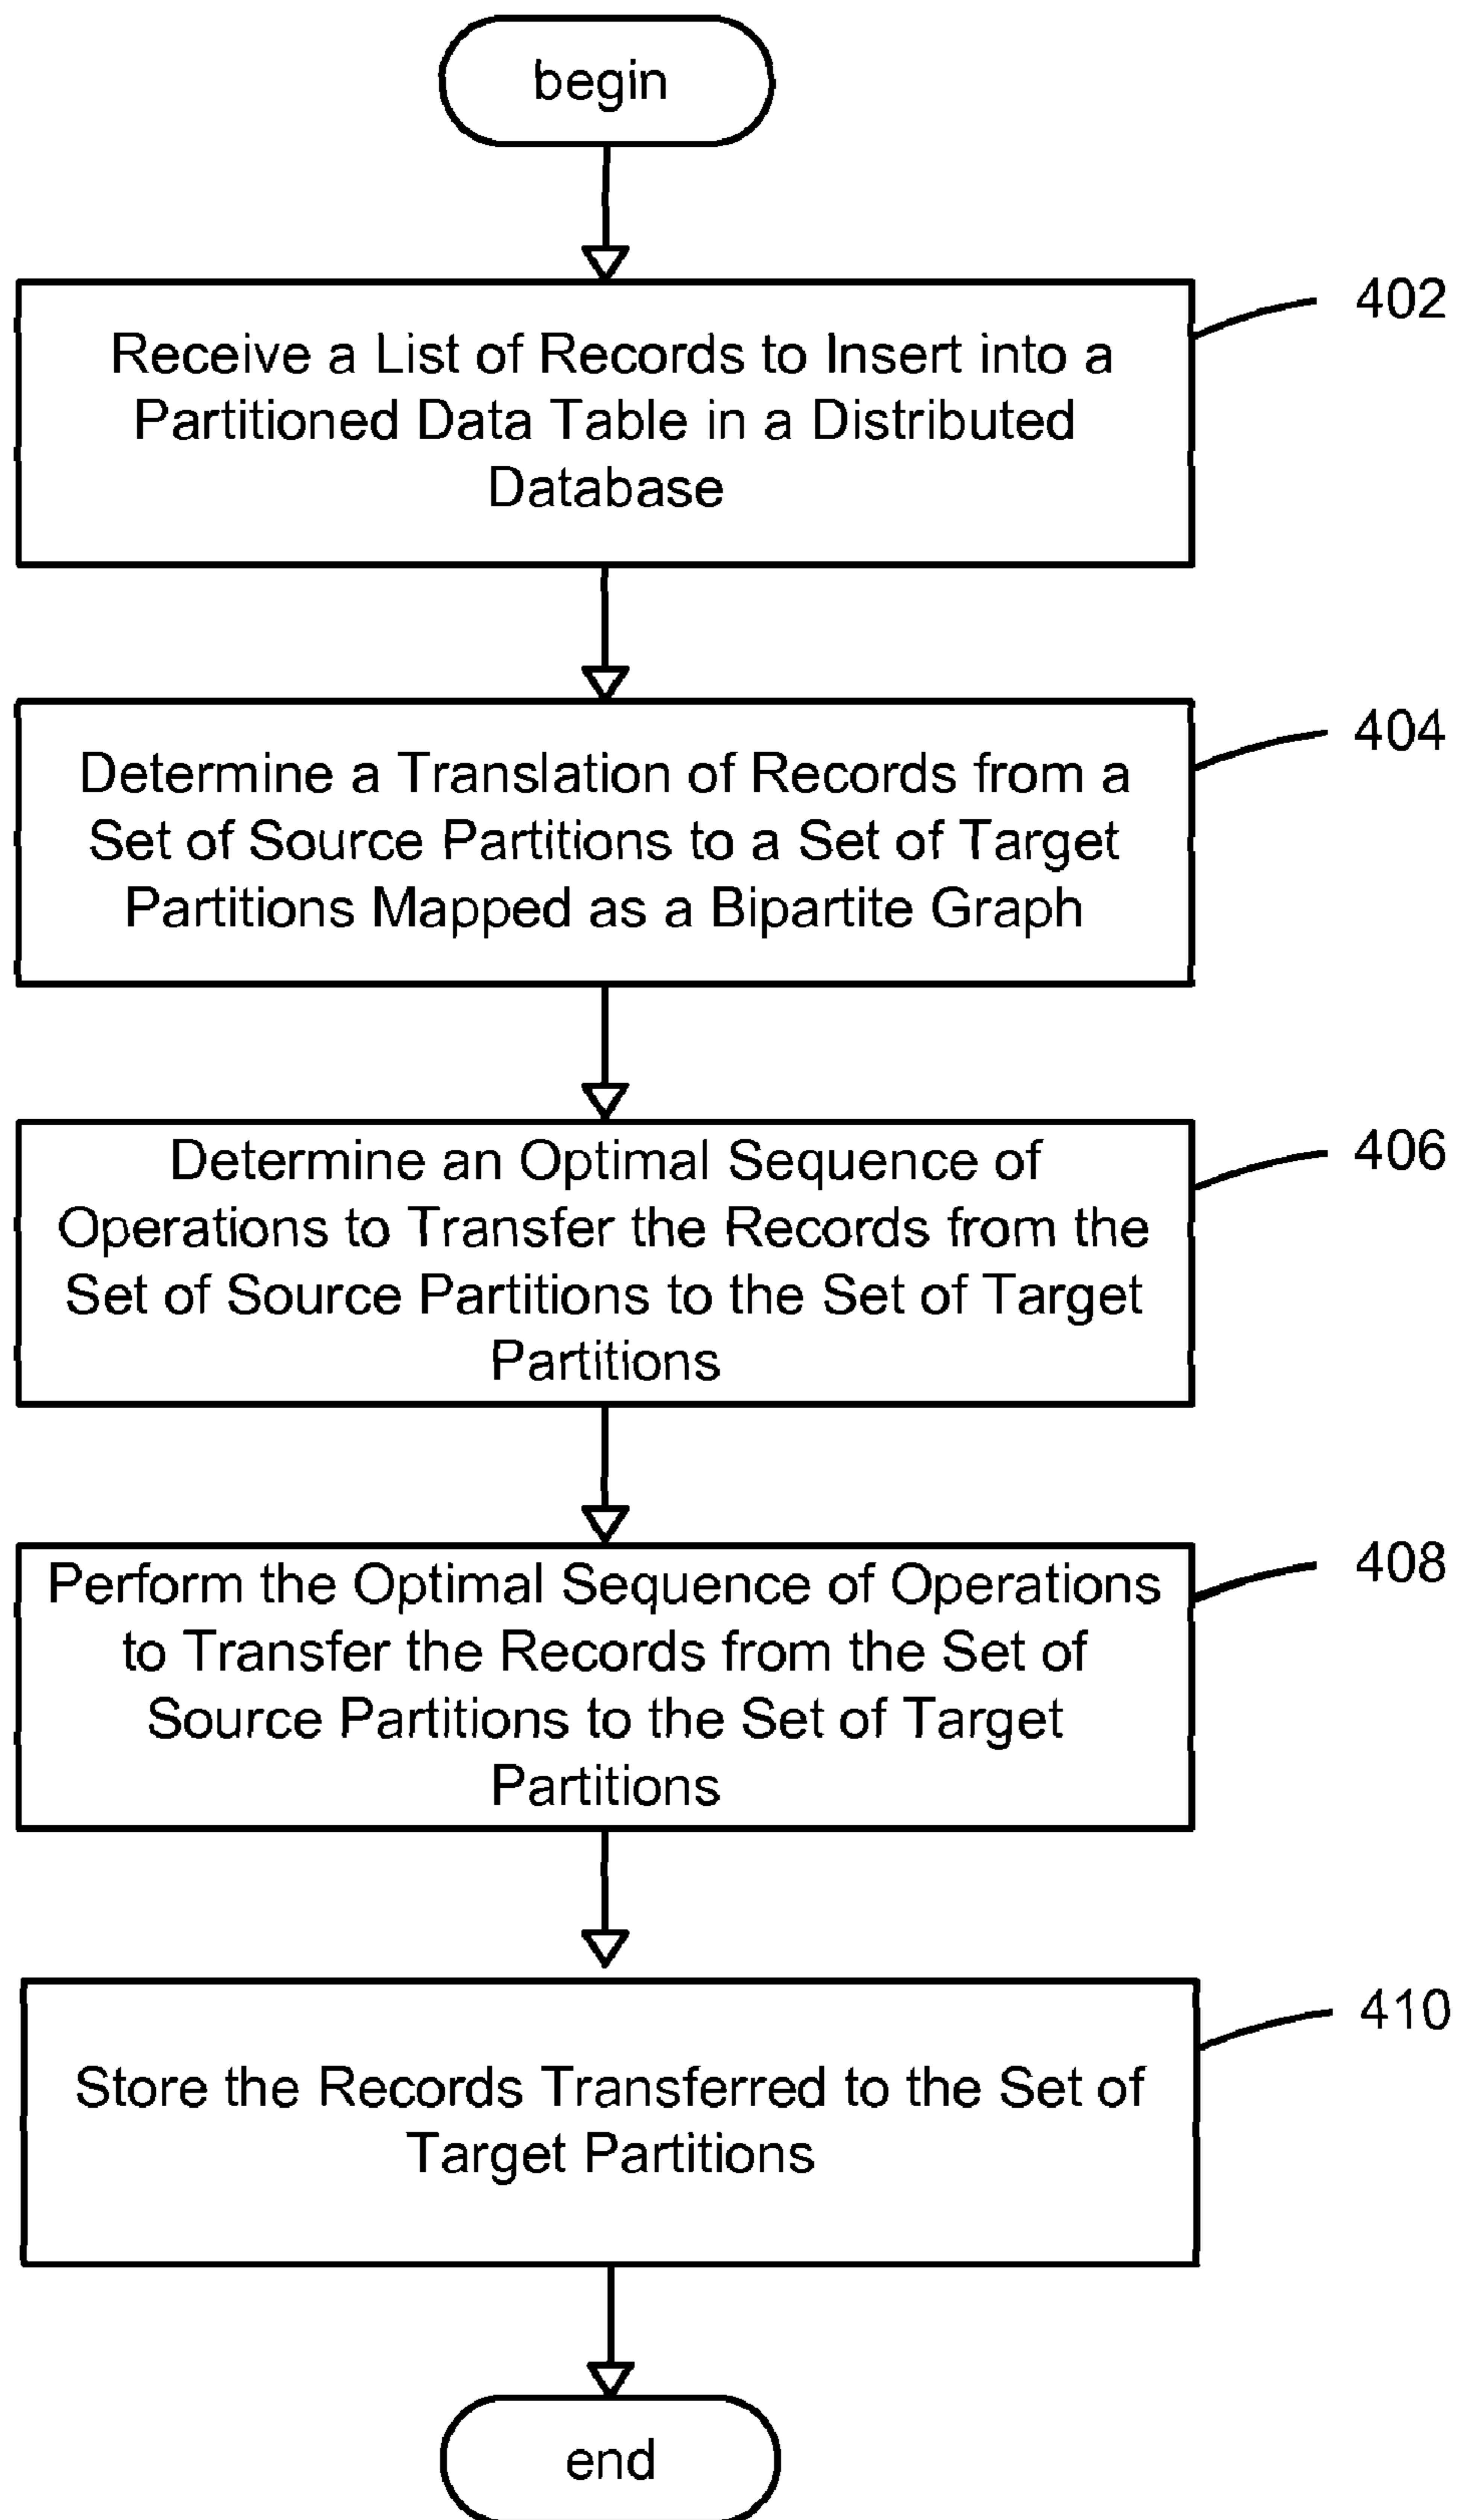 begin
402
Receive a List of Records to Insert into a
Partitioned Data Table in a Distributed
Database
404
Determine a Translation of Records from a
Set of Source Partitions to a Set of Target
Partitions Mapped as a Bipartite Graph
406
Determine an Optimal Sequence of
Operations to Transfer the Records from the
Set of Source Partitions to the Set of Target
Partitions
408
Perform the Optimal Sequence of Operations
to Transfer the Records from the Set of
Source Partitions to the Set of Target
Partitions
410
Store the Records Transferred to the Set of
Target Partitions
end